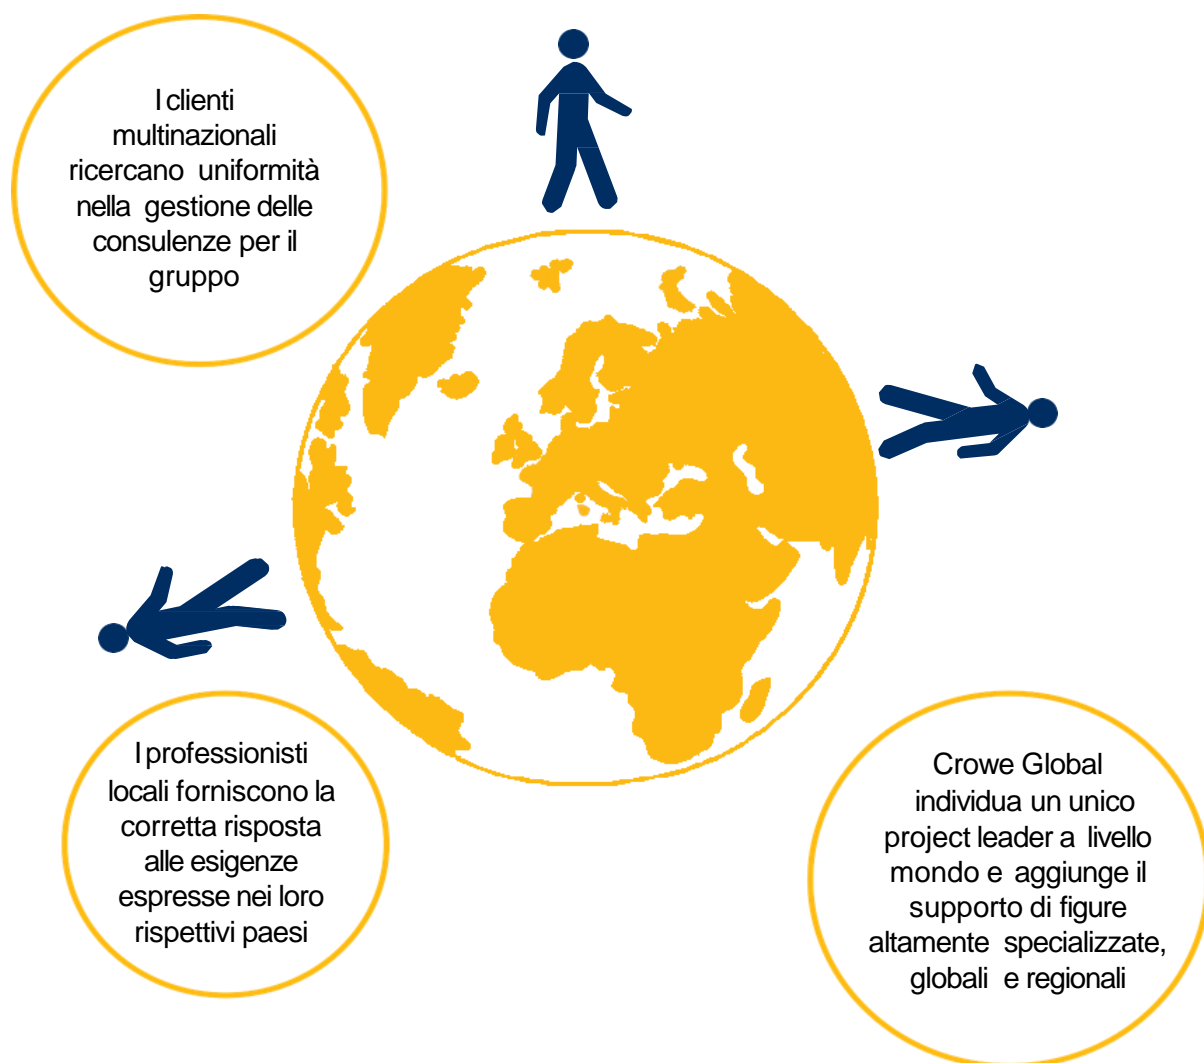 I clienti
multinazionali
ricercano uniformità
nella gestione delle
consulenze per il
gruppo
I professionisti
locali forniscono la
corretta risposta
alle esigenze
espresse nei loro
rispettivi paesi
Crowe Global
individua un unico
project leader a livello
mondo e aggiunge il
supporto di figure
altamente specializzate,
globali e regionali